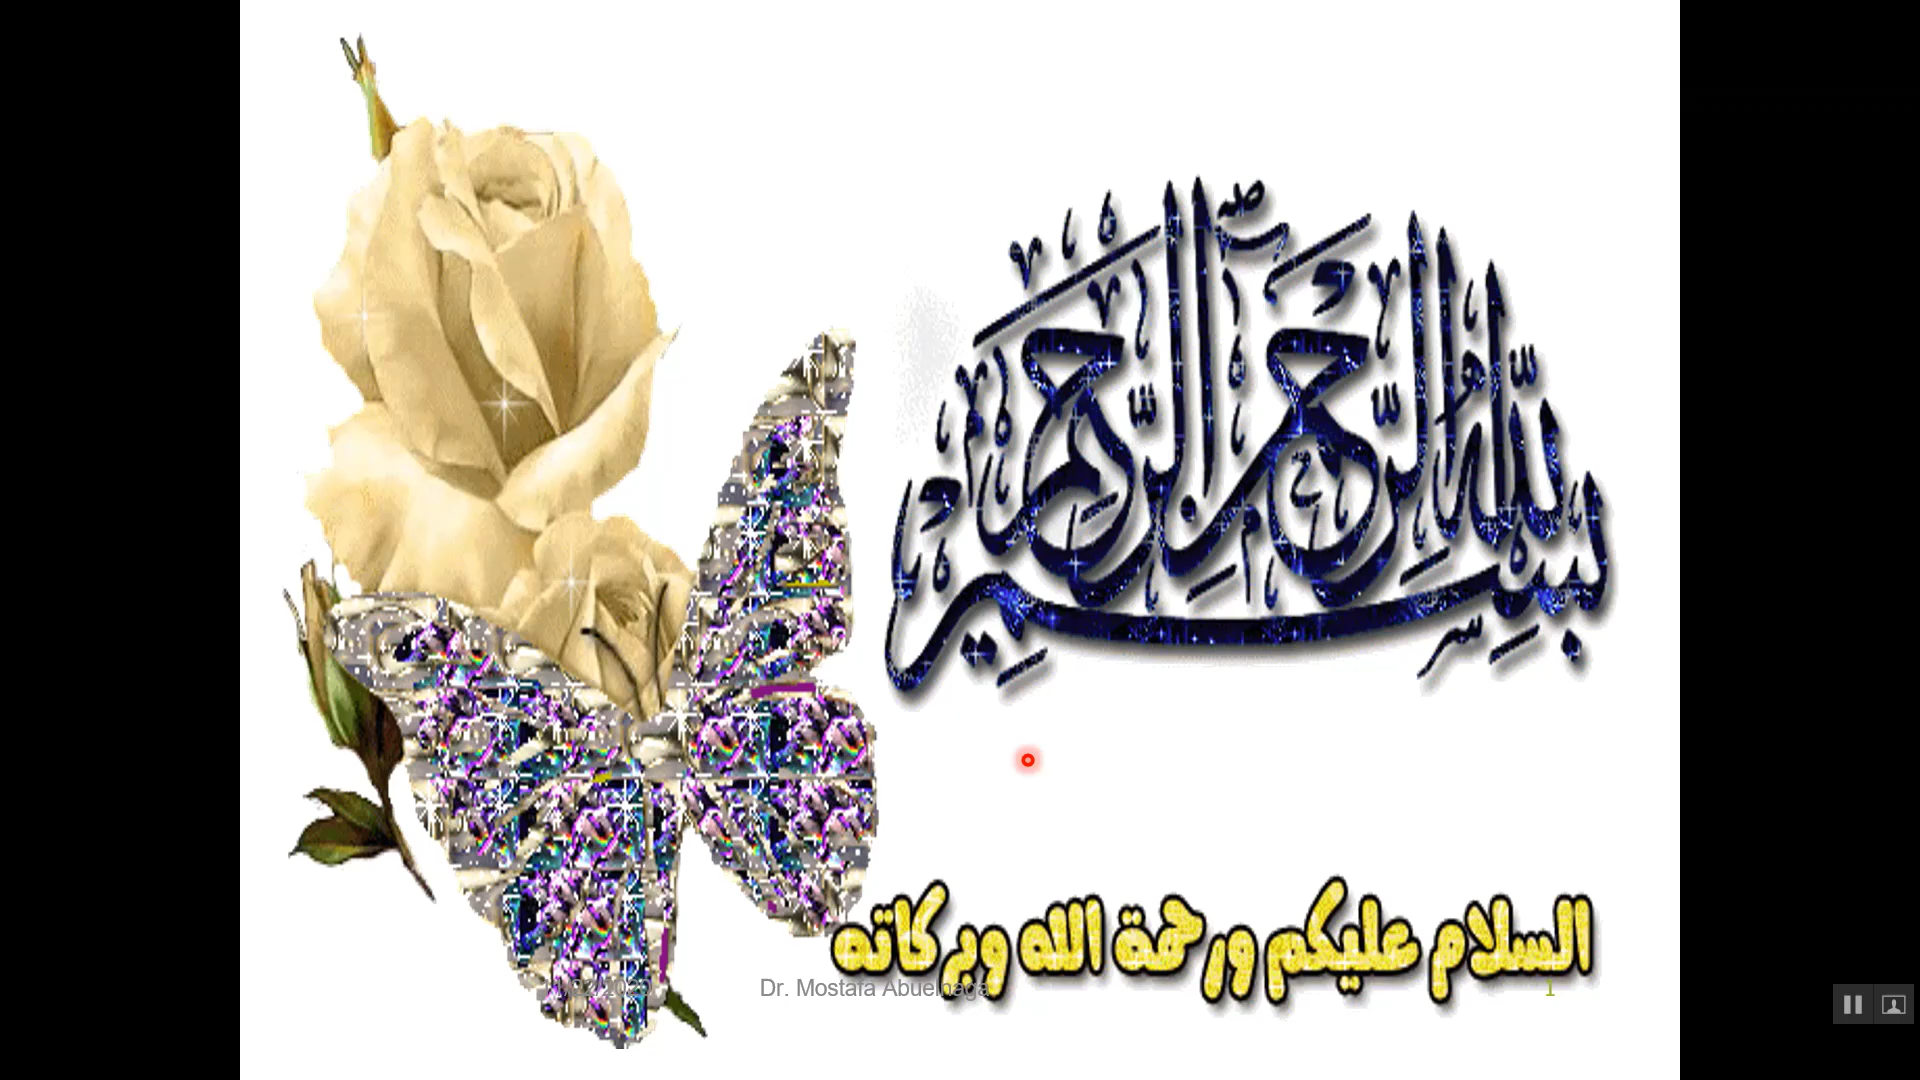 بسم الله الرحمن الرحيم
السلام عليكم ورحمة الله وبركاته
Dr. Mostafa Abuelnaga
1